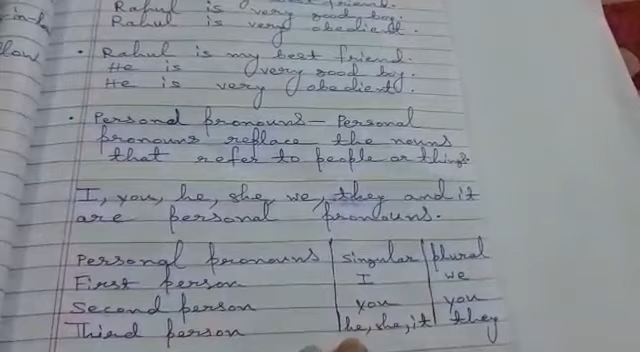 Rahul is very good boy.
Rahul is very obedient.
• Rahul is my best friend.
He is very good boy.
He is very obedient.
• Personal pronouns - Personal
pronouns replace the nouns
that refer to people or things.
I, you, he, she, we, they and it
are personal pronouns.
Personal pronouns | singular | plural
First person | I | we
Second person | you | you
Third person | he, she, it | they